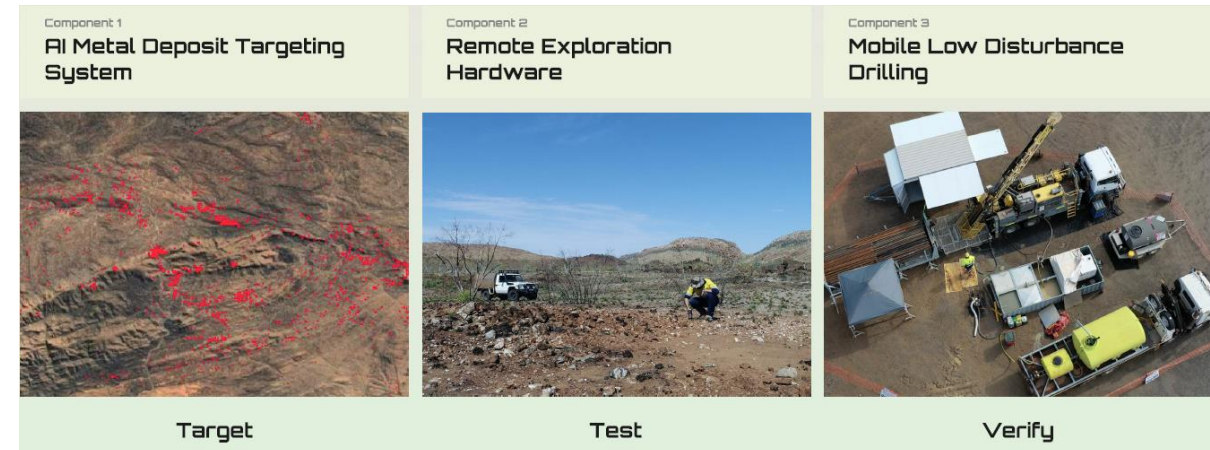 Component 1
AI Metal Deposit Targeting
System
Component 2
Remote Exploration
Hardware
Component 3
Mobile Low Disturbance
Drilling
Target
Test
Verify